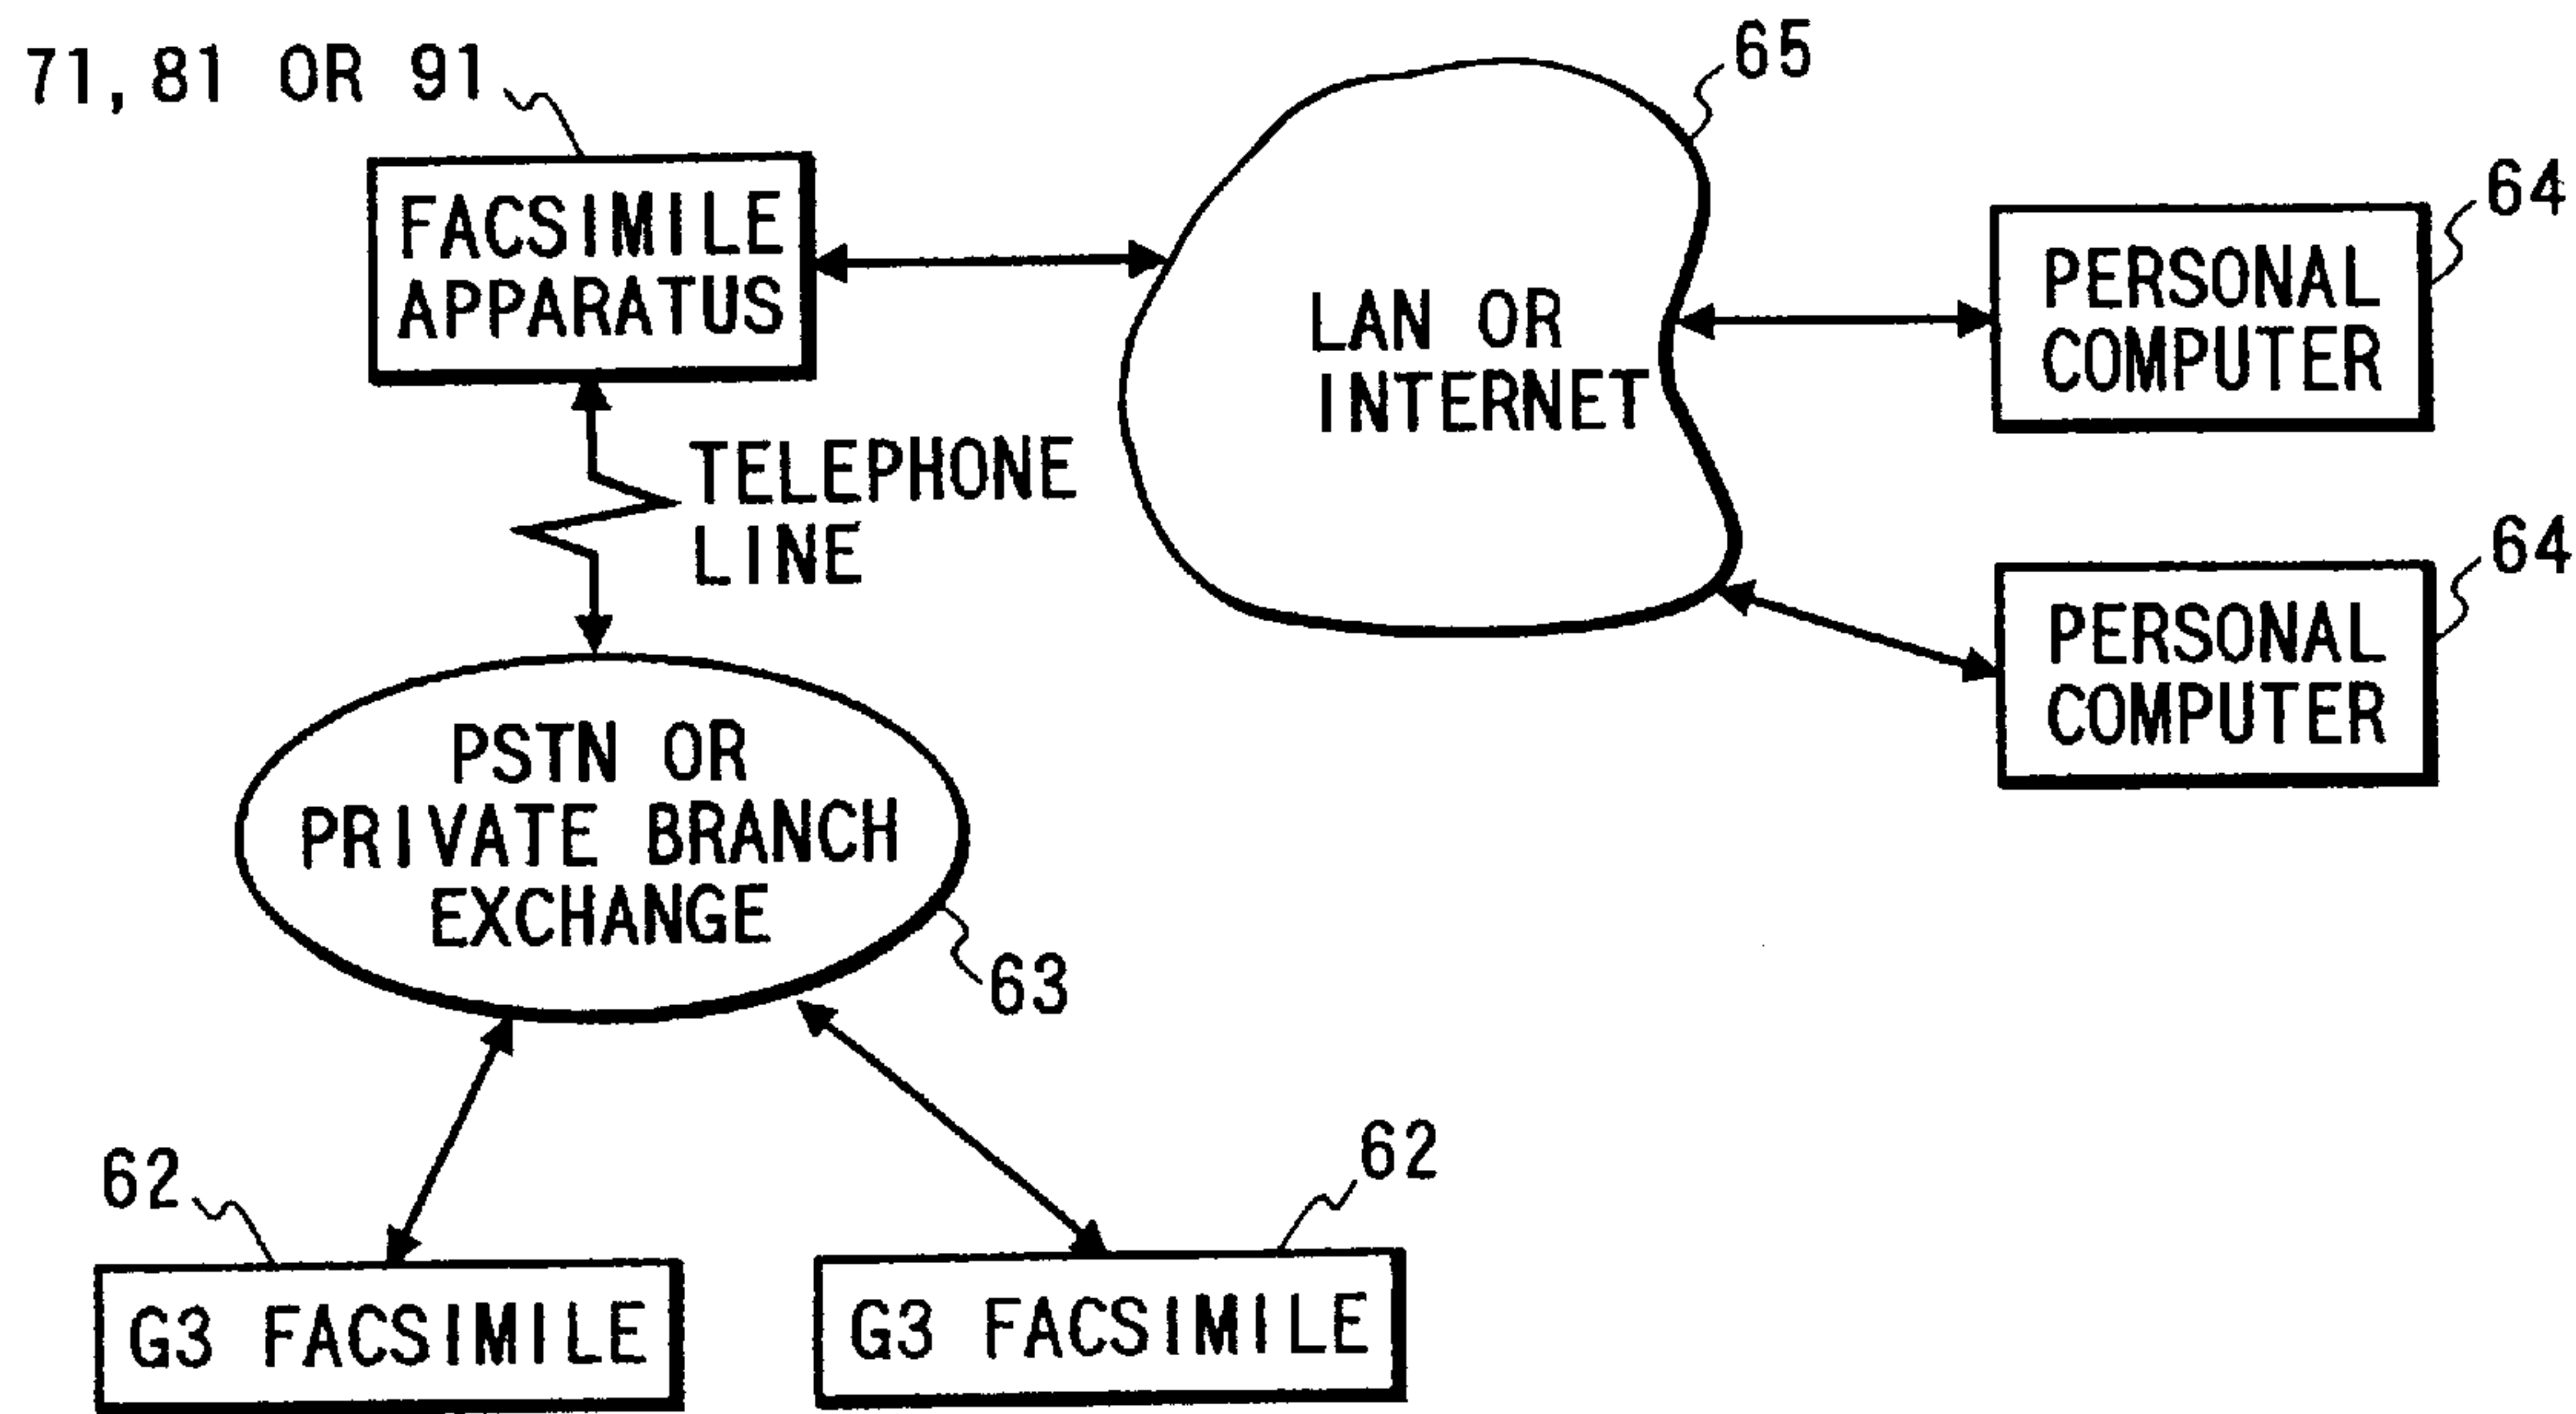 71, 81 OR 91
FACSIMILE
APPARATUS
65
LAN OR
INTERNET
64
PERSONAL
COMPUTER
64
PERSONAL
COMPUTER
TELEPHONE
LINE
PSTN OR
PRIVATE BRANCH
EXCHANGE
63
62
G3 FACSIMILE
62
G3 FACSIMILE